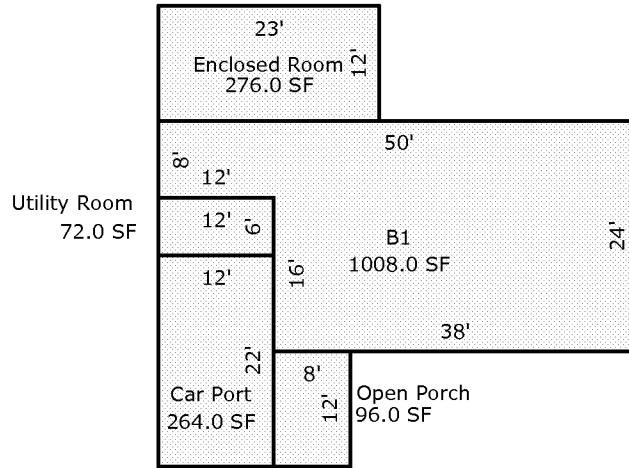 23'
Enclosed Room
276.0 SF
12'
50'
8'
12'
Utility Room
72.0 SF
12'
6'
B1
1008.0 SF
24'
12'
16'
38'
22'
8'
Car Port
264.0 SF
12'
Open Porch
96.0 SF